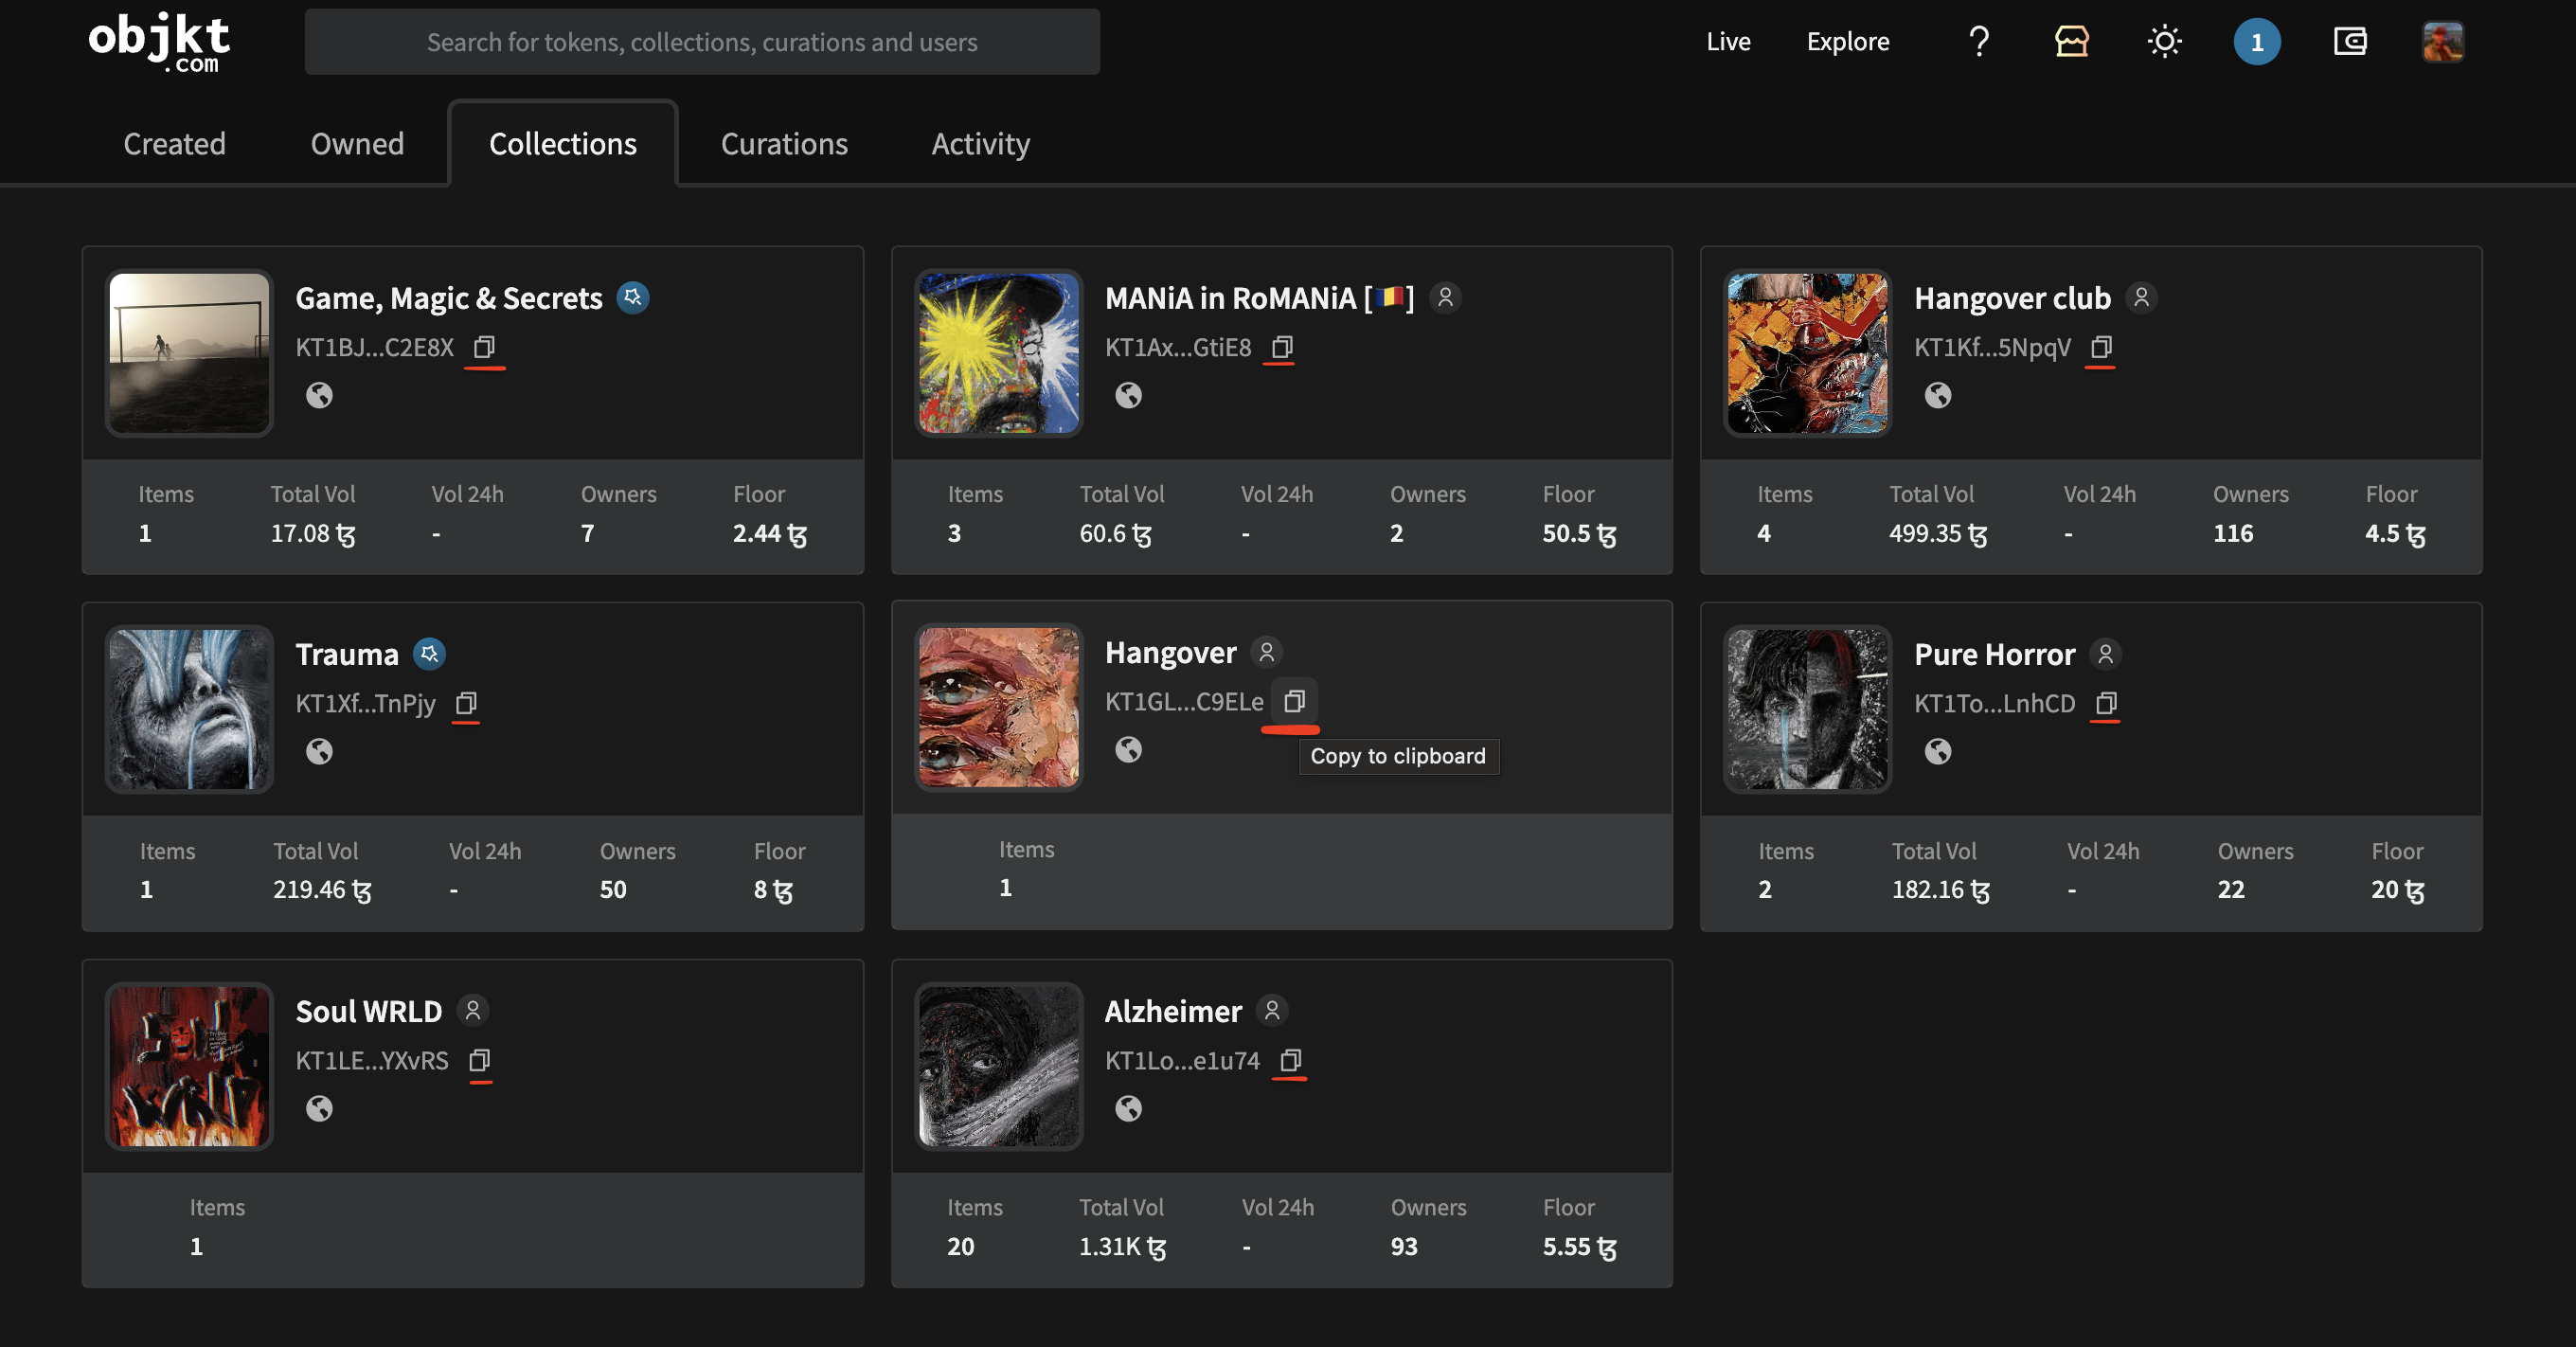 objkt
.com
Search for tokens, collections, curations and users
Live
Explore
?
1
Created
Owned
Collections
Curations
Activity
Game, Magic & Secrets
KT1BJ...C2E8X
Items
Total Vol
Vol 24h
Owners
Floor
1
17.08 ꜩ
-
7
2.44 ꜩ
MANiA in RoMANiA [🇷🇴]
KT1Ax...GtiE8
Items
Total Vol
Vol 24h
Owners
Floor
3
60.6 ꜩ
-
2
50.5 ꜩ
Hangover club
KT1Kf...5NpqV
Items
Total Vol
Vol 24h
Owners
Floor
4
499.35 ꜩ
-
116
4.5 ꜩ
Trauma
KT1Xf...TnPjy
Items
Total Vol
Vol 24h
Owners
Floor
1
219.46 ꜩ
-
50
8 ꜩ
Hangover
KT1GL...C9ELe
Copy to clipboard
Items
1
Pure Horror
KT1To...LnhCD
Items
Total Vol
Vol 24h
Owners
Floor
2
182.16 ꜩ
-
22
20 ꜩ
Soul WRLD
KT1LE...YXvRS
Items
1
Alzheimer
KT1Lo...e1u74
Items
Total Vol
Vol 24h
Owners
Floor
20
1.31K ꜩ
-
93
5.55 ꜩ